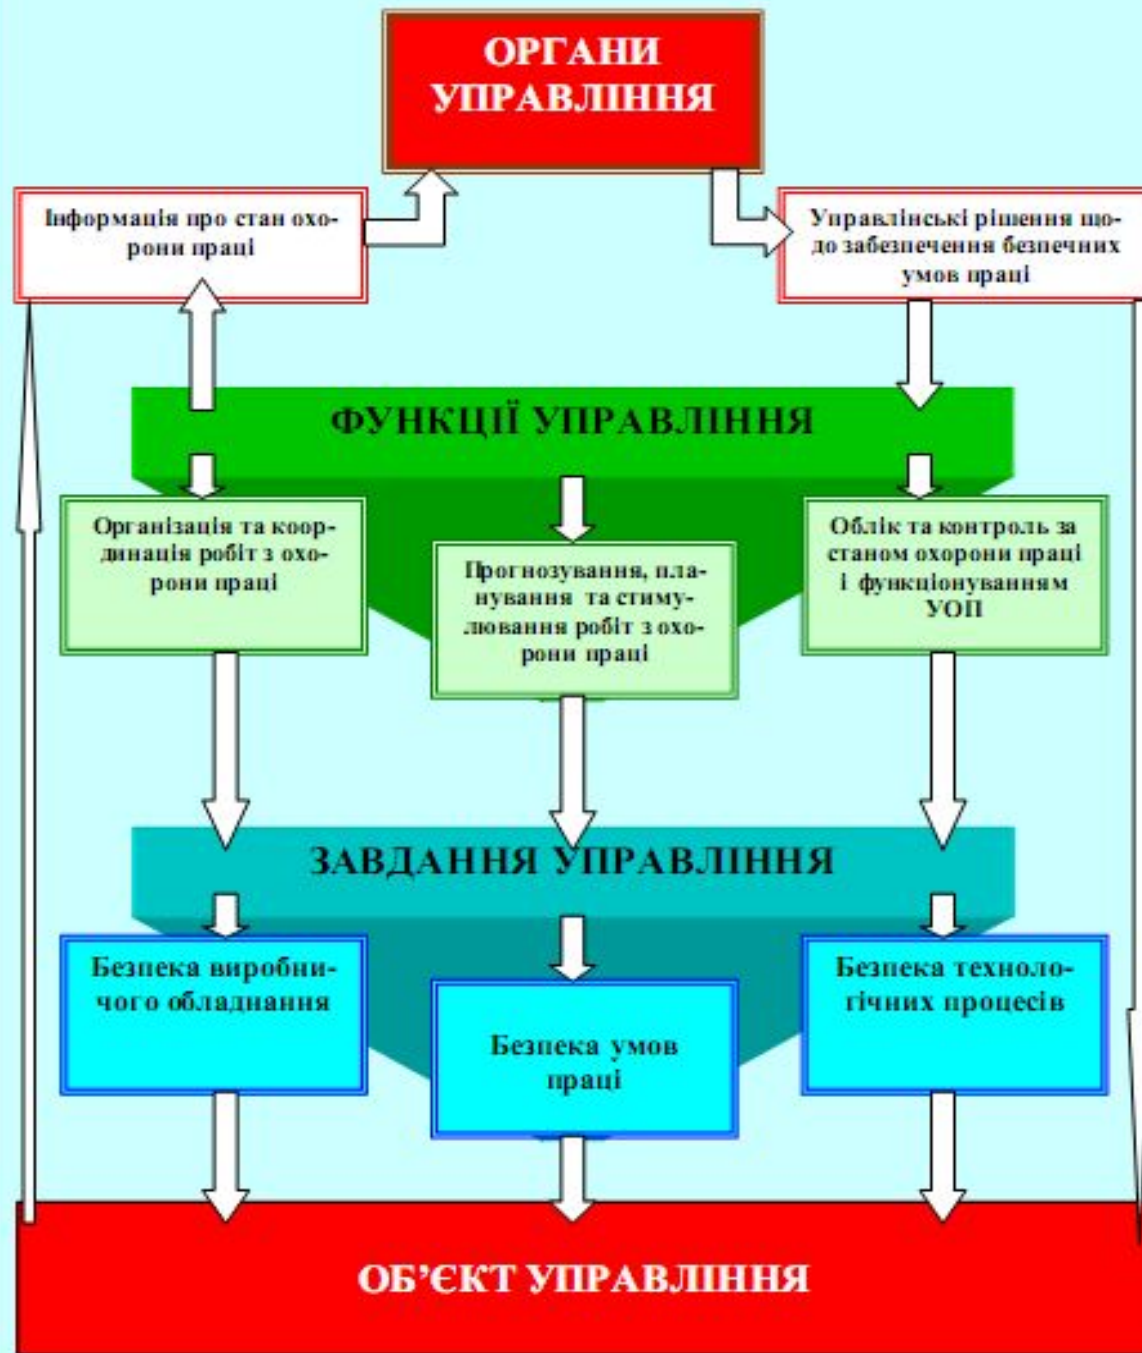 ОРГАНИ
УПРАВЛІННЯ
Інформація про стан охо-
рони праці
Управлінські рішення що-
до забезпечення безпечних
умов праці
ФУНКЦІЇ УПРАВЛІННЯ
Організація та коор-
динація робіт з охо-
рони праці
Прогнозування, пла-
нування та стиму-
лювання робіт з охо-
рони праці
Облік та контроль за
станом охорони праці
і функціонуванням
УОП
ЗАВДАННЯ УПРАВЛІННЯ
Безпека виробни-
чого обладнання
Безпека умов
праці
Безпека техноло-
гічних процесів
ОБ’ЄКТ УПРАВЛІННЯ